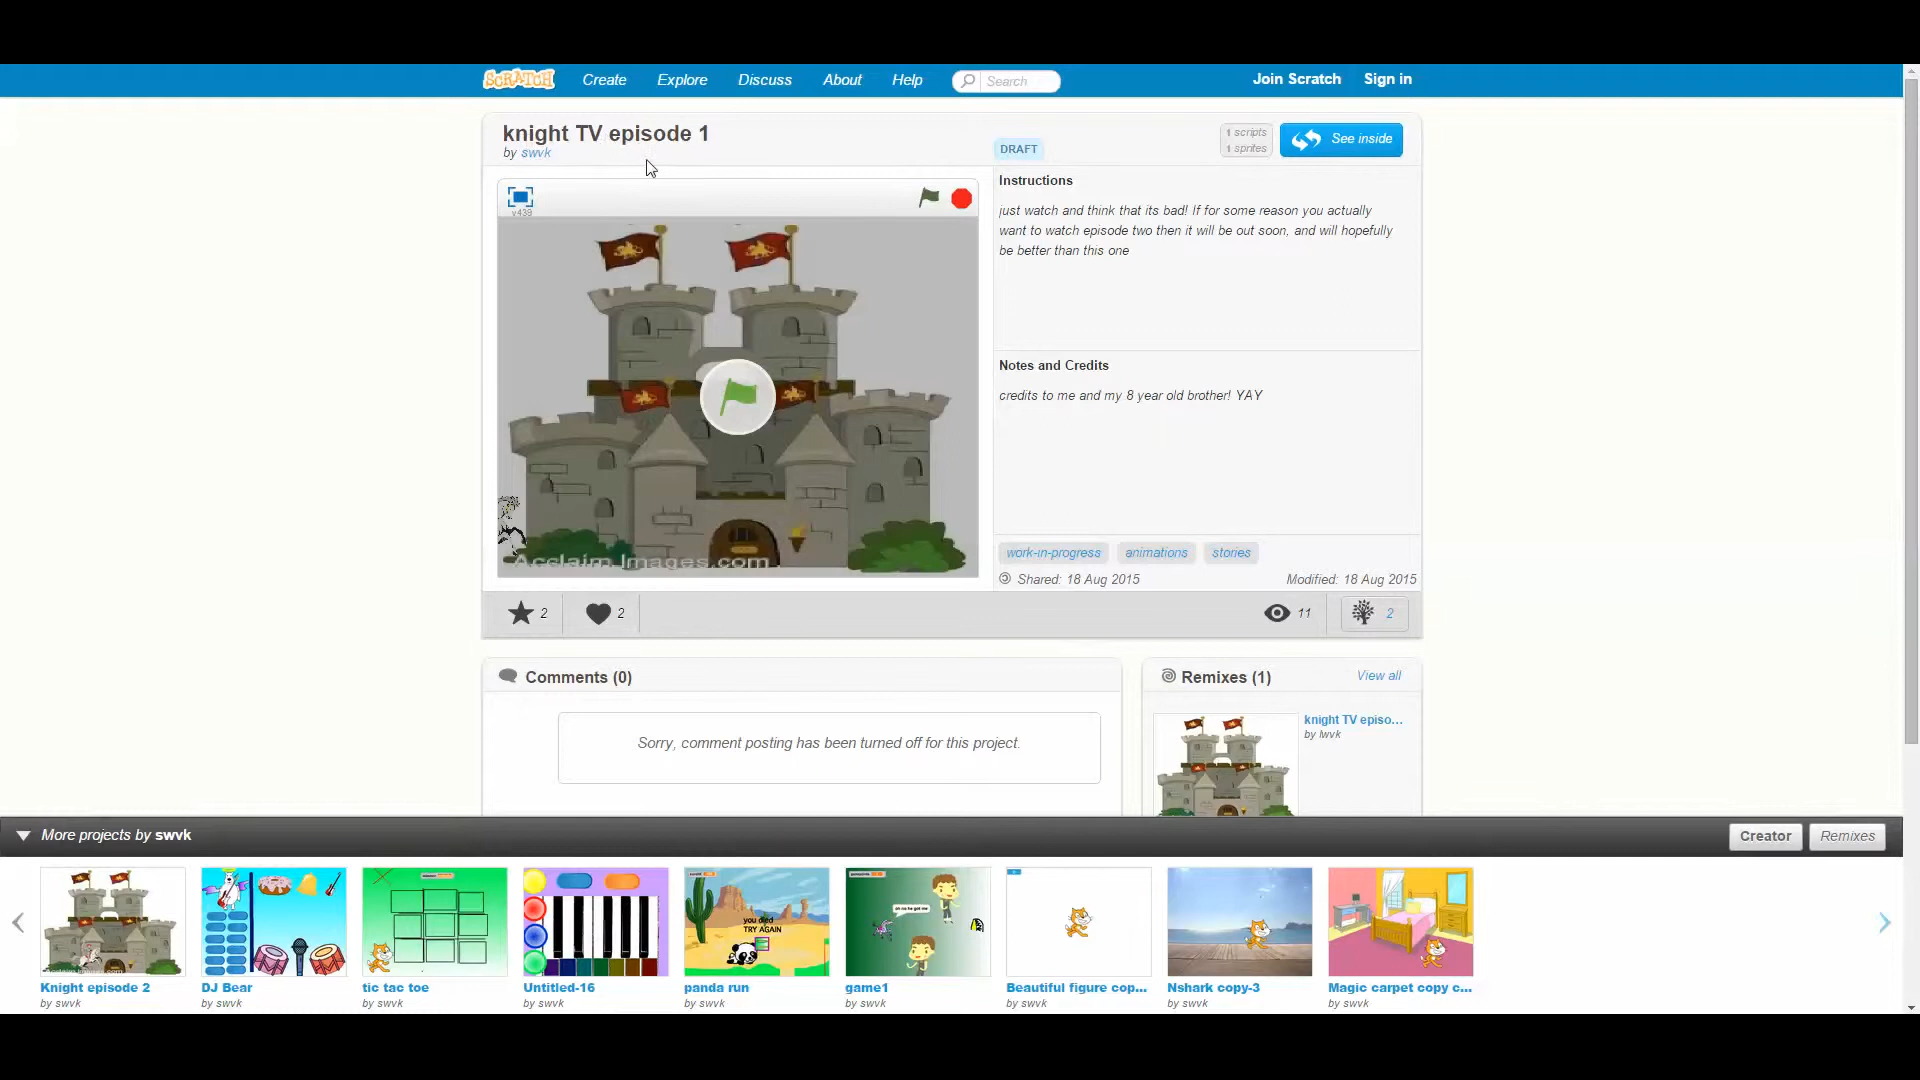 SCRATCH Create Explore Discuss About Help Search Join Scratch Sign in
knight TV episode 1
by swvk
DRAFT
1 scripts
1 sprites
See inside
v439
Instructions
just watch and think that its bad! If for some reason you actually
want to watch episode two then it will be out soon, and will hopefully
be better than this one
Notes and Credits
credits to me and my 8 year old brother! YAY
Acclaim Images.com
work-in-progress animations stories
Shared: 18 Aug 2015 Modified: 18 Aug 2015
2 2 11 2
Comments (0)
Sorry, comment posting has been turned off for this project.
Remixes (1) View all
knight TV episo...
by lwvk
More projects by swvk Creator Remixes
you died
TRY AGAIN
Knight episode 2 DJ Bear tic tac toe Untitled-16 panda run game1 Beautiful figure cop... Nshark copy-3 Magic carpet copy c...
by swvk by swvk by swvk by swvk by swvk by swvk by swvk by swvk by swvk